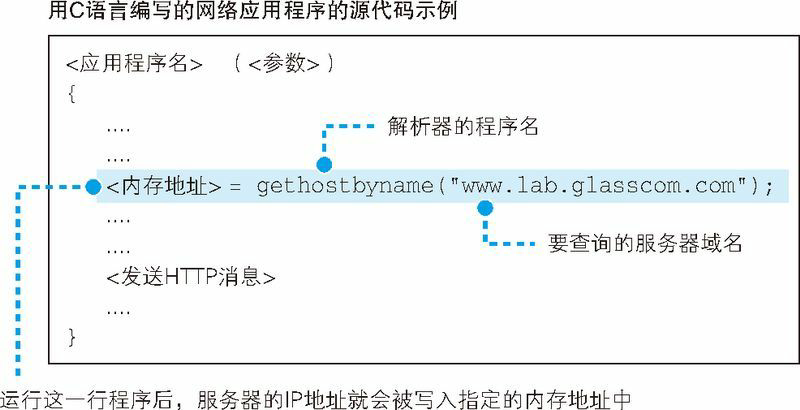 用C语言编写的网络应用程序的源代码示例
<应用程序名> (<参数>)
{
....
解析器的程序名
....
<内存地址> = gethostbyname("www.lab.glasscom.com");
....
要查询的服务器域名
....
<发送HTTP消息>
....
}
运行这一行程序后，服务器的IP地址就会被写入指定的内存地址中